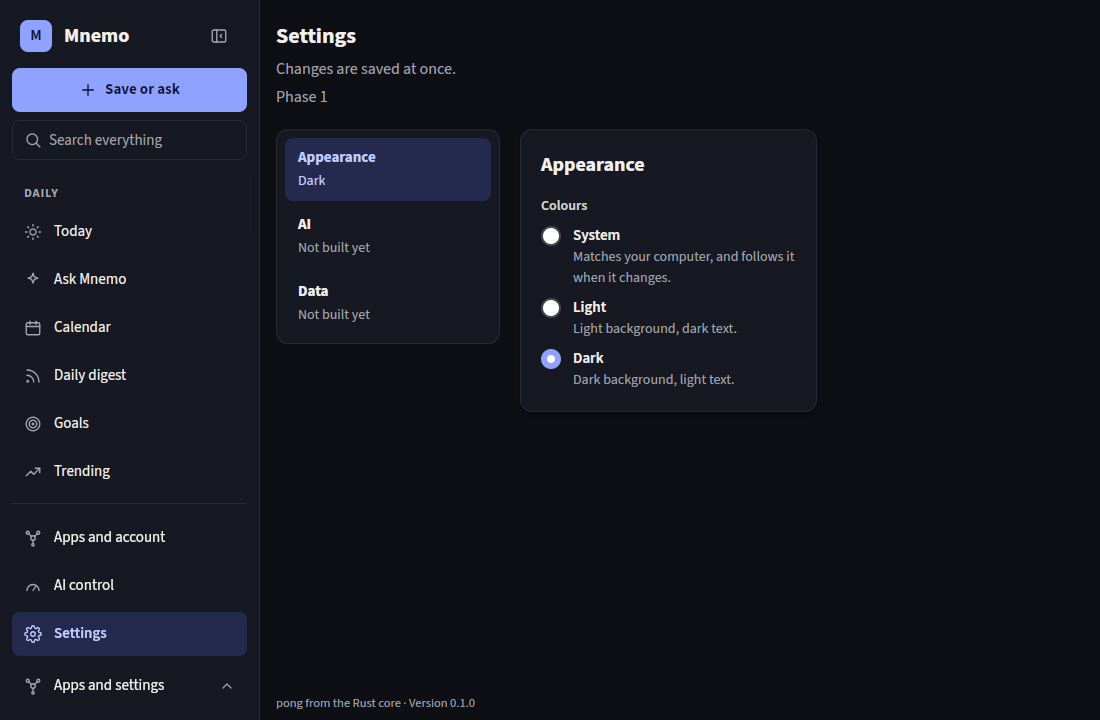 M
Mnemo
Save or ask
Search everything
DAILY
Today
Ask Mnemo
Calendar
Daily digest
Goals
Trending
Apps and account
AI control
Settings
Apps and settings
Settings
Changes are saved at once.
Phase 1
Appearance
Dark
AI
Not built yet
Data
Not built yet
Appearance
Colours
System
Matches your computer, and follows it
when it changes.
Light
Light background, dark text.
Dark
Dark background, light text.
pong from the Rust core · Version 0.1.0